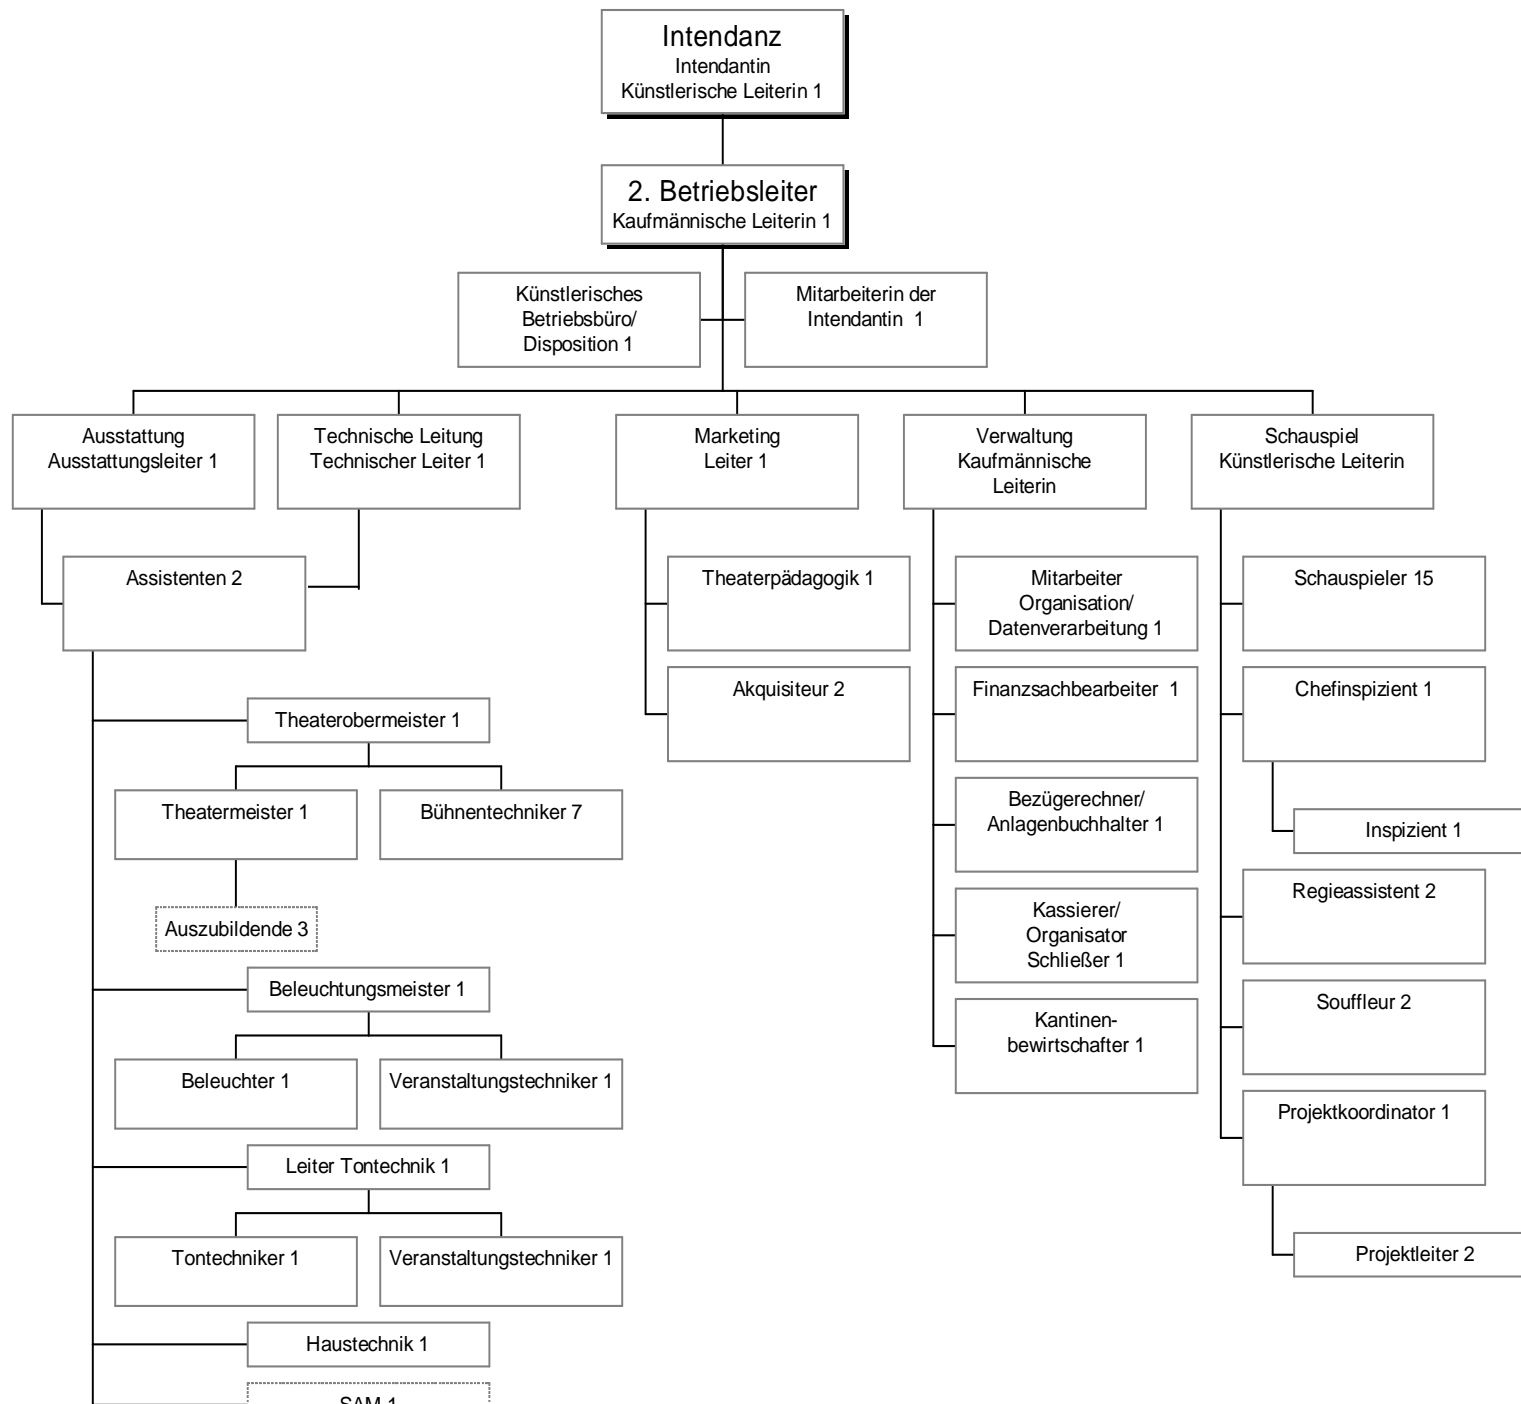 Intendanz
Intendantin
Künstlerische Leiterin 1
2. Betriebsleiter
Kaufmännische Leiterin 1
Künstlerisches
Betriebsbüro/
Disposition 1
Mitarbeiterin der
Intendantin 1
Ausstattung
Ausstattungsleiter 1
Technische Leitung
Technischer Leiter 1
Marketing
Leiter 1
Verwaltung
Kaufmännische
Leiterin
Schauspiel
Künstlerische Leiterin
Assistenten 2
Theaterobermeister 1
Theatermeister 1
Bühnentechniker 7
Auszubildende 3
Beleuchtungsmeister 1
Beleuchter 1
Veranstaltungstechniker 1
Leiter Tontechnik 1
Tontechniker 1
Veranstaltungstechniker 1
Haustechnik 1
SAM 1
Theaterpädagogik 1
Akquisiteur 2
Mitarbeiter
Organisation/
Datenverarbeitung 1
Finanzsachbearbeiter 1
Bezügerechner/
Anlagenbuchhalter 1
Kassierer/
Organisator
Schließer 1
Kantinen-
bewirtschafter 1
Schauspieler 15
Chefinspizient 1
Inspizient 1
Regieassistent 2
Souffleur 2
Projektkoordinator 1
Projektleiter 2